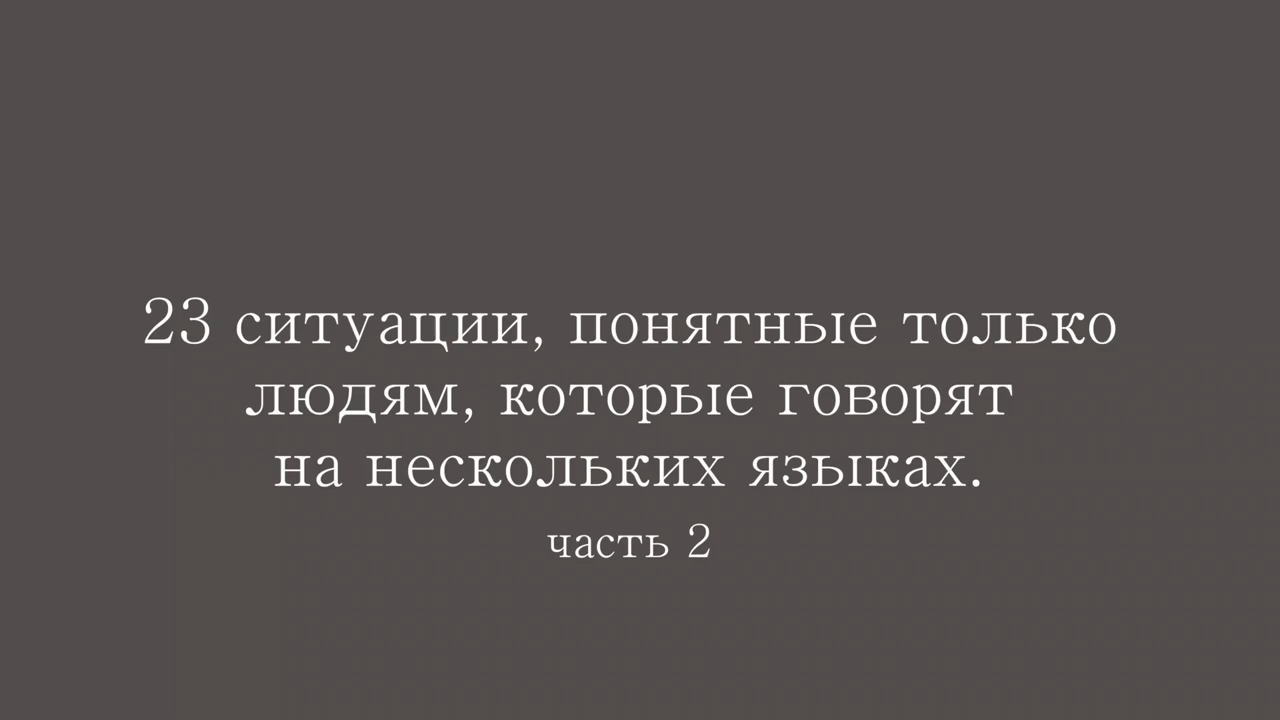 23 ситуации, понятные только
людям, которые говорят
на нескольких языках.
часть 2